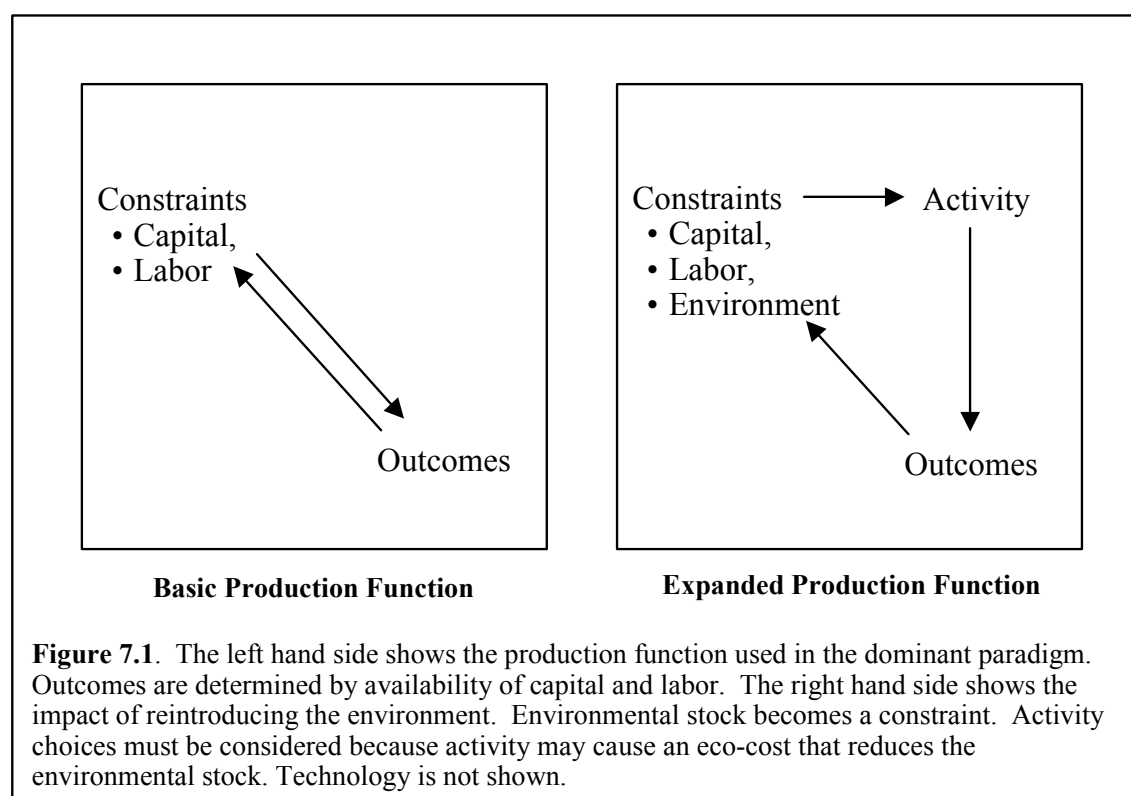 Constraints
• Capital,
• Labor
Outcomes
Basic Production Function
Constraints
Activity
• Capital,
• Labor,
• Environment
Outcomes
Expanded Production Function
Figure 7.1.  The left hand side shows the production function used in the dominant paradigm.
Outcomes are determined by availability of capital and labor.  The right hand side shows the
impact of reintroducing the environment.  Environmental stock becomes a constraint.  Activity
choices must be considered because activity may cause an eco-cost that reduces the
environmental stock. Technology is not shown.